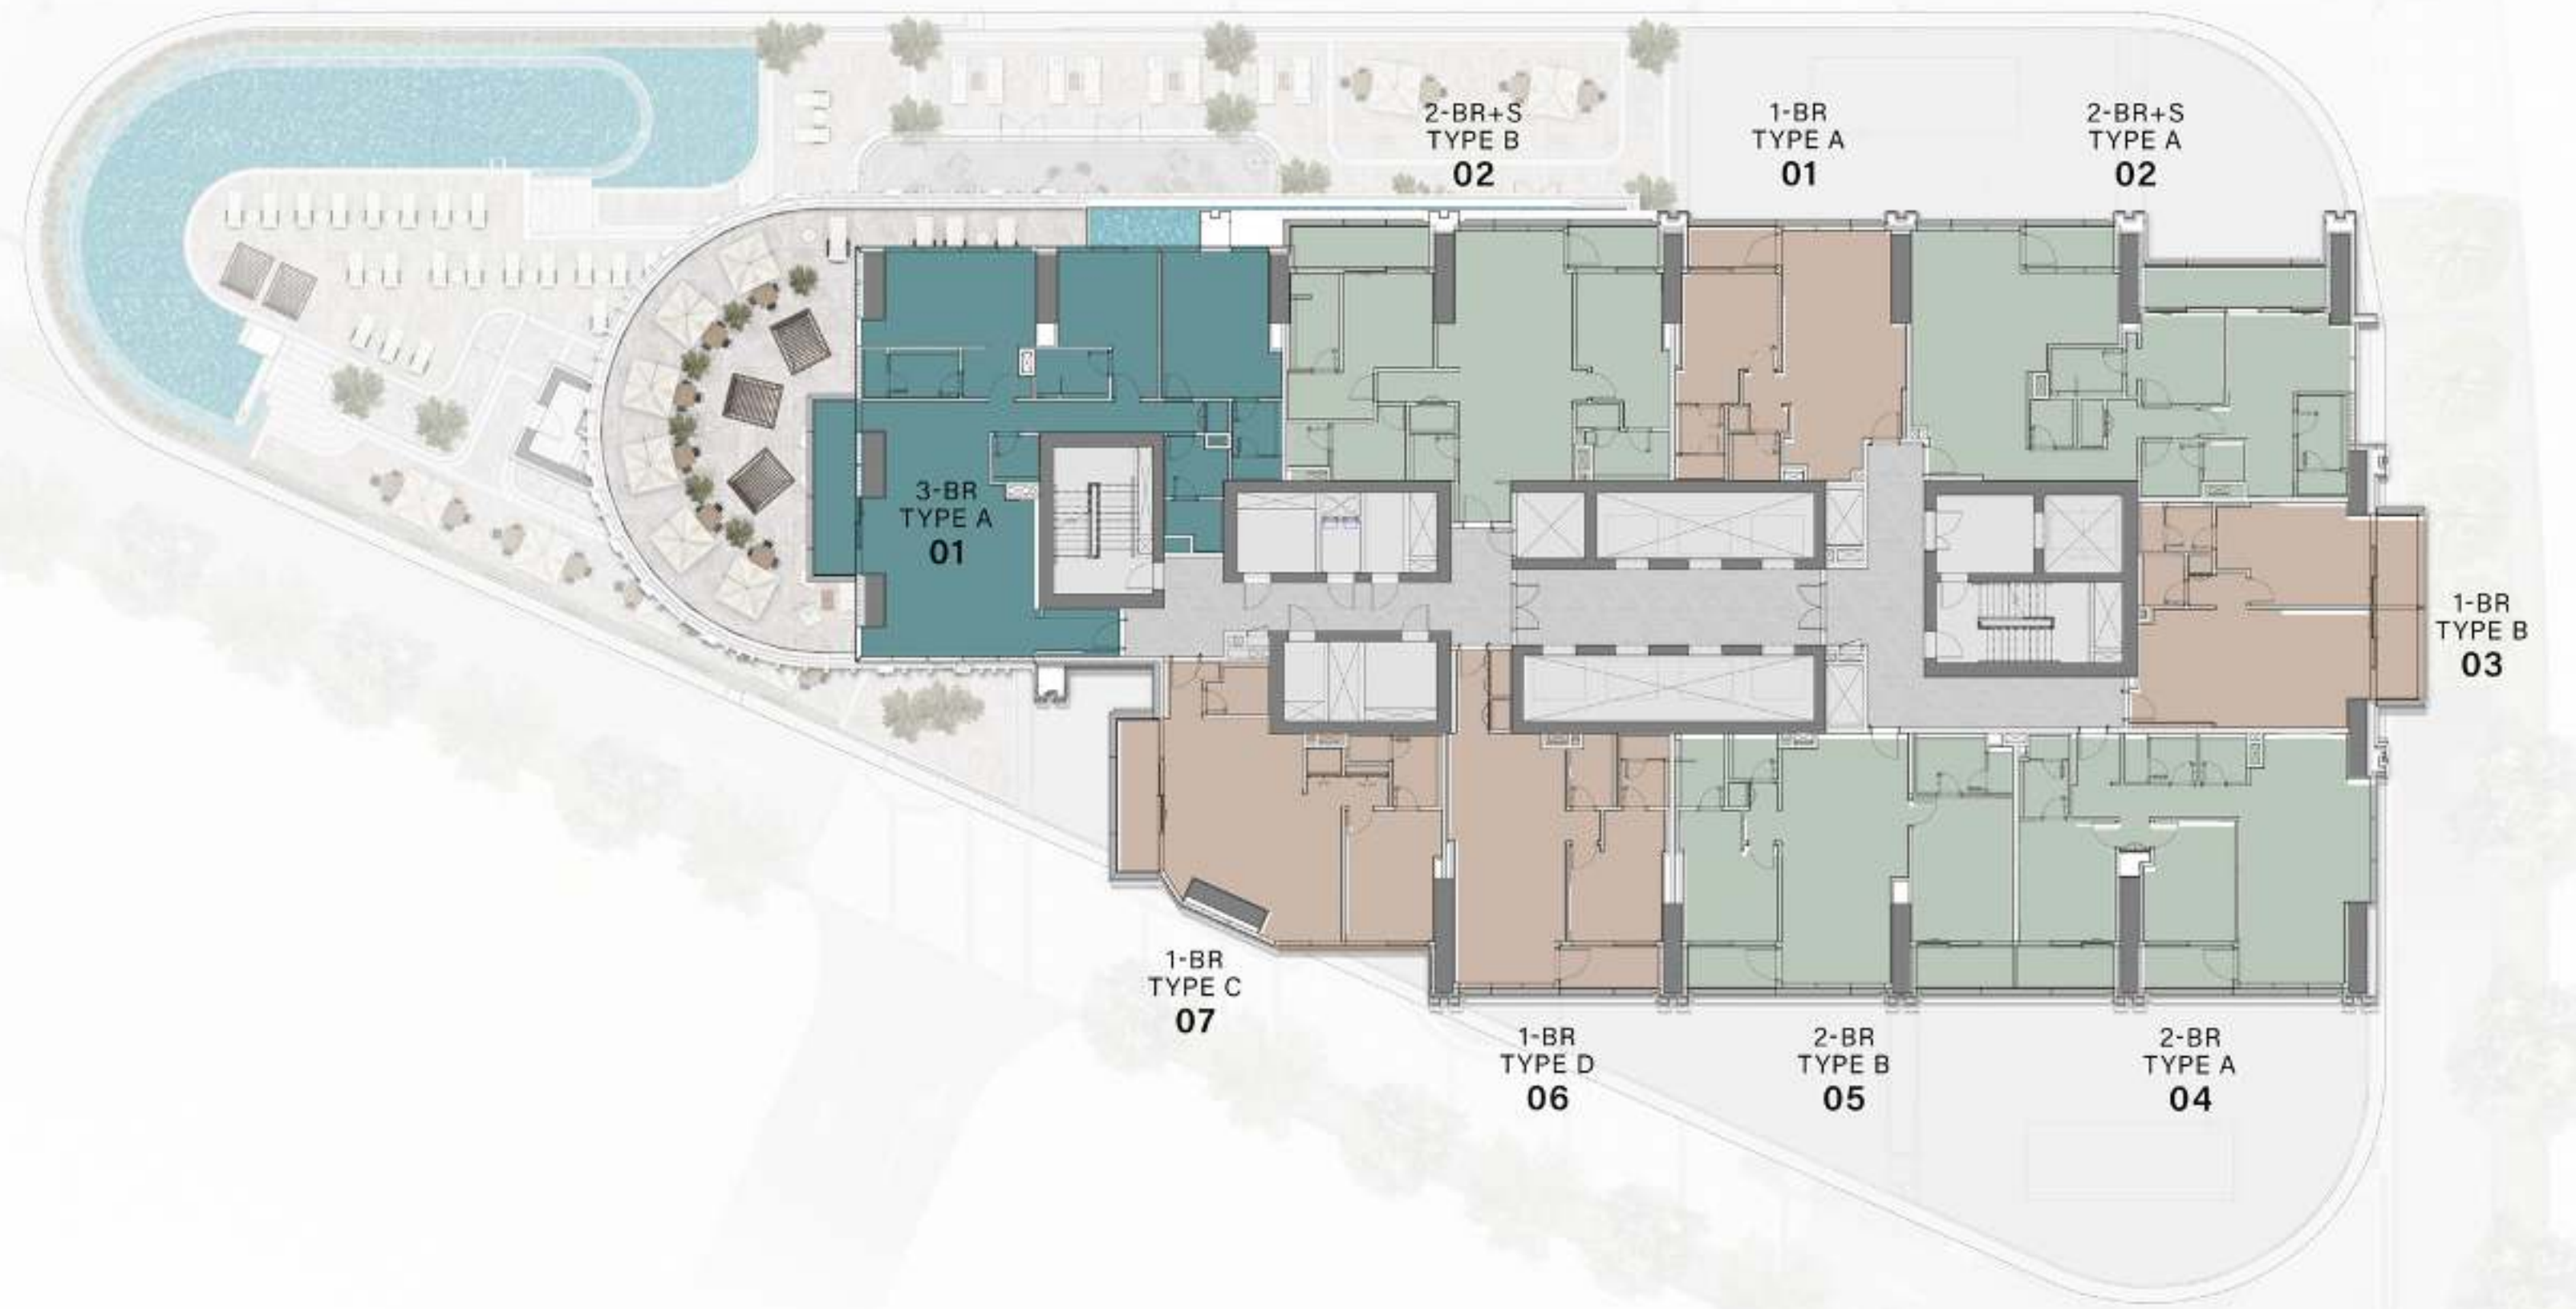 2-BR+S
TYPE B
02
1-BR
TYPE A
01
2-BR+S
TYPE A
02
3-BR
TYPE A
01
1-BR
TYPE B
03
1-BR
TYPE C
07
1-BR
TYPE D
06
2-BR
TYPE B
05
2-BR
TYPE A
04